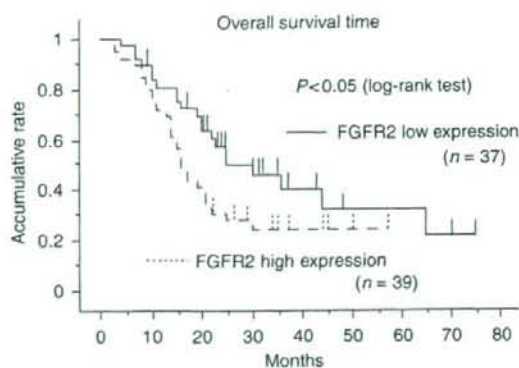 Overall survival time
P<0.05 (log-rank test)
FGFR2 low expression
(n = 37)
FGFR2 high expression
(n = 39)
Accumulative rate
1
0.8
0.6
0.4
0.2
0
0 10 20 30 40 50 60 70 80
Months